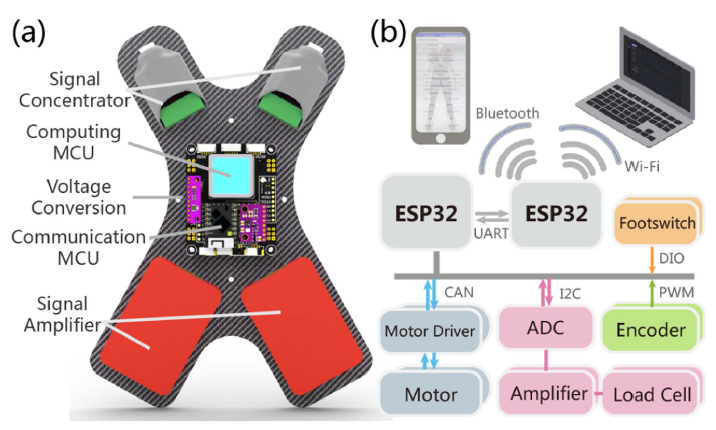 (a)
Signal
Concentrator
Computing
MCU
Voltage
Conversion
Communication
MCU
Signal
Amplifier
(b)
Bluetooth
Wi-Fi
ESP32
UART
ESP32
Footswitch
DIO
CAN
I2C
PWM
Motor Driver
ADC
Encoder
Motor
Amplifier
Load Cell